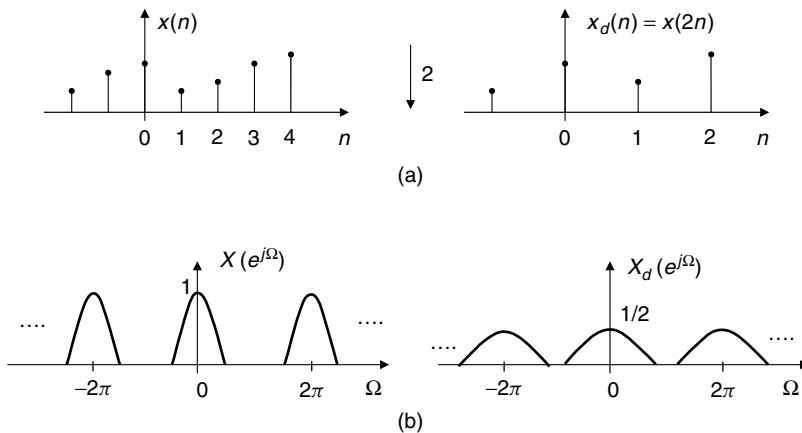 x(n)
x_d(n) = x(2n)
2
0 1 2 3 4 n
0 1 2 n
(a)
X(e^{jΩ})
X_d(e^{jΩ})
1
1/2
.... ....
.... ....
−2π 0 2π Ω
−2π 0 2π Ω
(b)